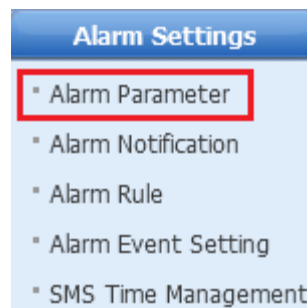 Alarm Settings
Alarm Parameter
Alarm Notification
Alarm Rule
Alarm Event Setting
SMS Time Management